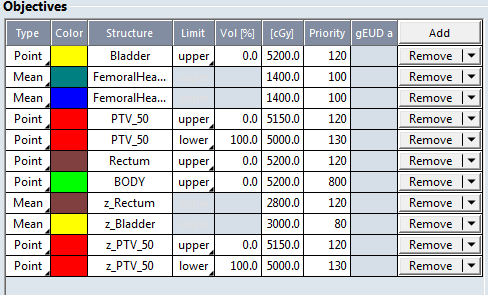 Objectives
Type Color Structure Limit Vol [%] [cGy] Priority gEUD a Add
Point Bladder upper 0.0 5200.0 120 Remove
Mean FemoralHea... 1400.0 100 Remove
Mean FemoralHea... 1400.0 100 Remove
Point PTV_50 upper 0.0 5150.0 120 Remove
Point PTV_50 lower 100.0 5000.0 130 Remove
Point Rectum upper 0.0 5200.0 120 Remove
Point BODY upper 0.0 5200.0 800 Remove
Mean z_Rectum 2800.0 120 Remove
Mean z_Bladder 3000.0 80 Remove
Point z_PTV_50 upper 0.0 5150.0 120 Remove
Point z_PTV_50 lower 100.0 5000.0 130 Remove